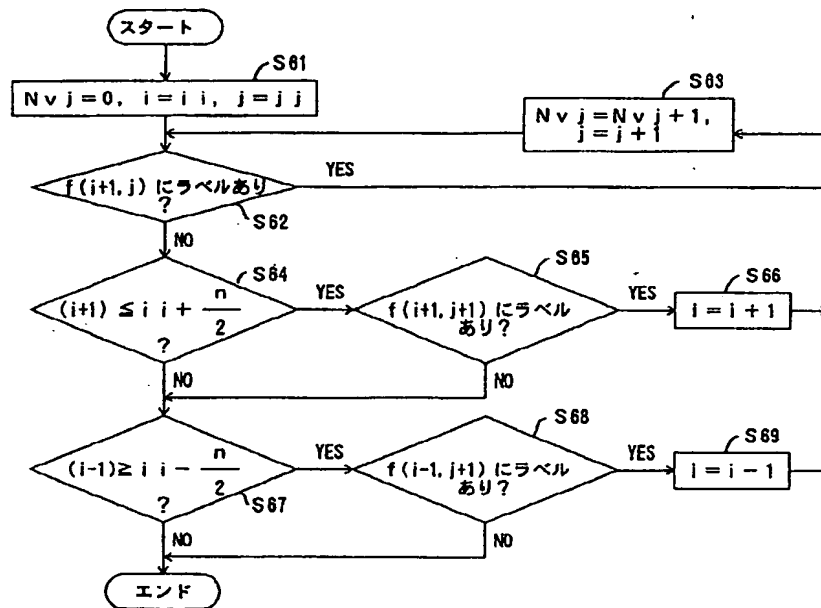 スタート
S61
Nvj=0, i=ii, j=jj
S63
Nvj=Nvj+1,
j=j+1
f(i+1,j)にラベルあり
?
YES
S62
NO
S64
(i+1)≦ii+n/2
?
YES
S65
f(i+1,j+1)にラベル
あり?
YES
S66
i=i+1
NO
NO
(i-1)≥ii-n/2
?
S67
YES
S68
f(i-1,j+1)にラベル
あり?
YES
S69
i=i-1
NO
NO
エンド